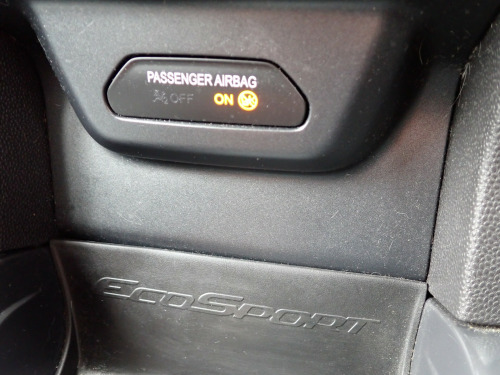 PASSENGER AIRBAG
OFF ON
ECOSPORT